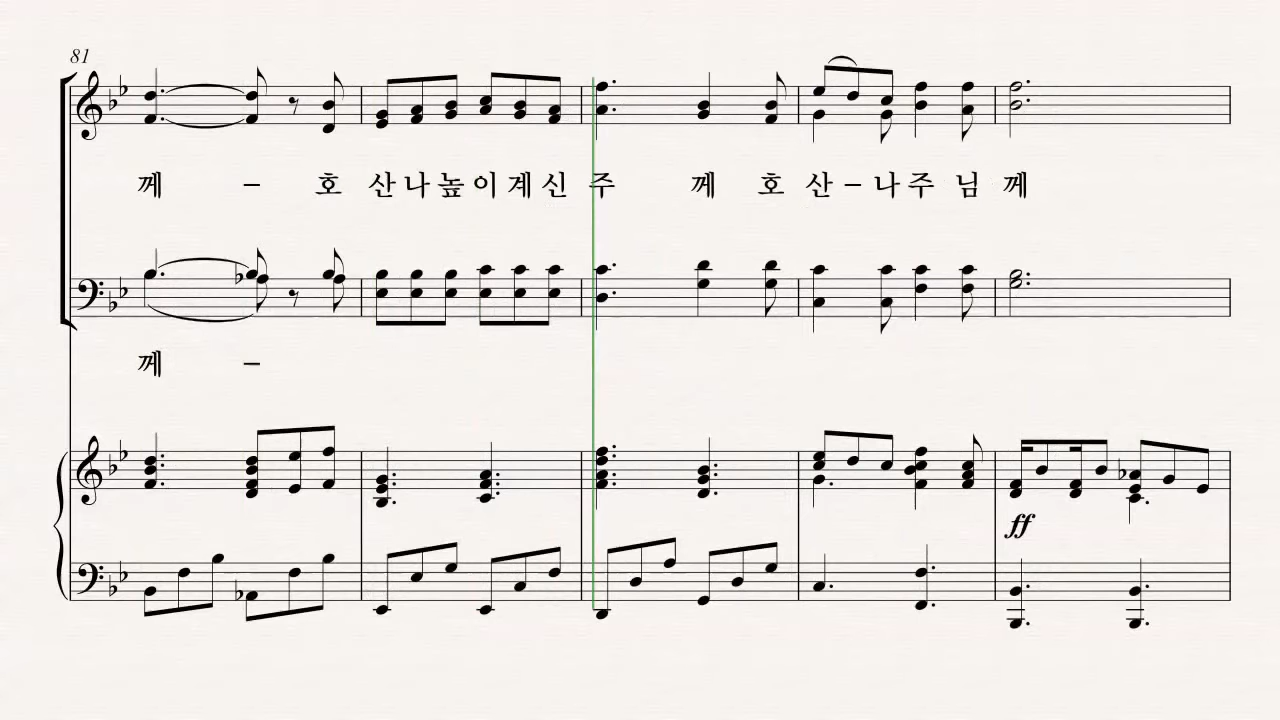 81
께 – 호 산 나 높 이 계 신 주 께 호 산 – 나 주 님 께
께 –
ff